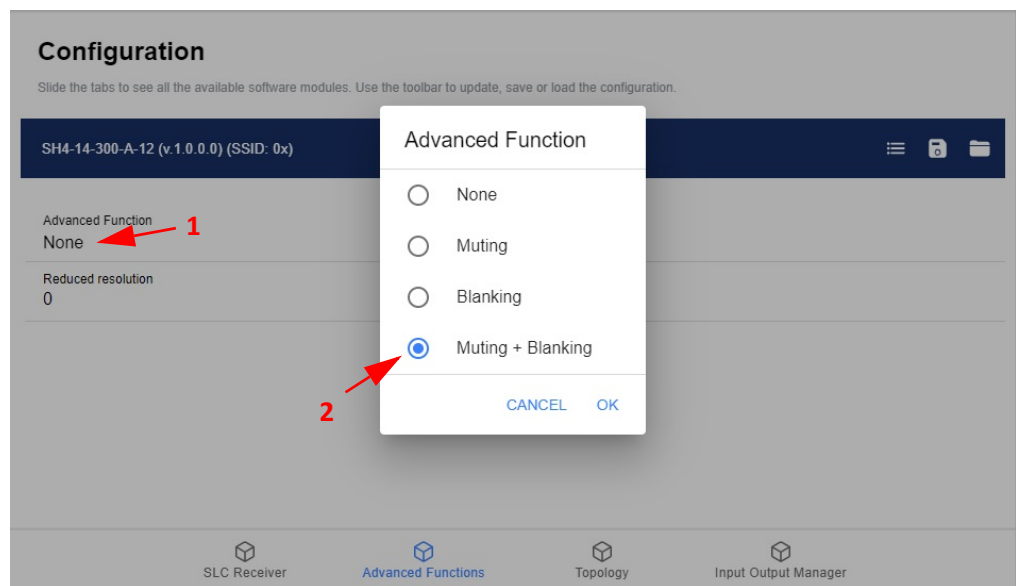 Configuration
Slide the tabs to see all the available software modules. Use the toolbar to update, save or load the configuration.
SH4-14-300-A-12 (v.1.0.0.0) (SSID: 0x)
Advanced Function
None
1
Reduced resolution
0
Advanced Function
None
Muting
Blanking
Muting + Blanking
2
CANCEL OK
SLC Receiver
Advanced Functions
Topology
Input Output Manager